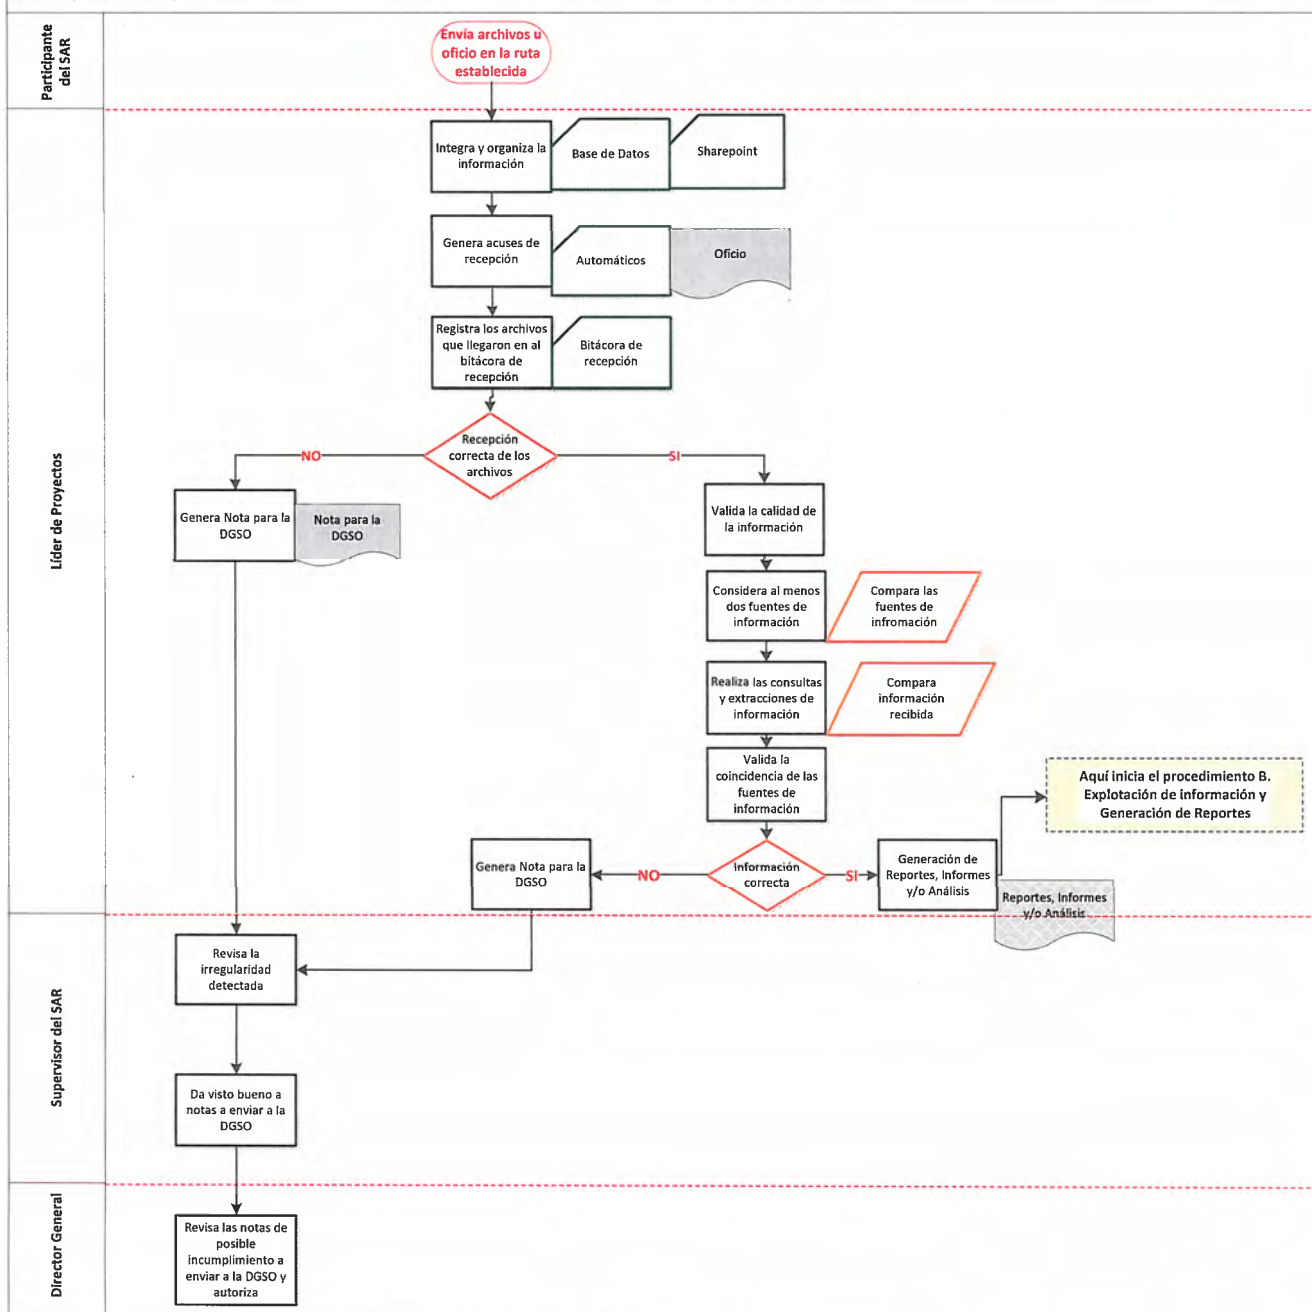 Participante
del SAR
Envía archivos u
oficio en la ruta
establecida
Líder de Proyectos
Integra y organiza la
información
Base de Datos
Sharepoint
Genera acuses de
recepción
Automáticos
Oficio
Registra los archivos
que llegaron en al
bitácora de
recepción
Bitácora de
recepción
Recepción
correcta de los
archivos
NO
SI
Genera Nota para la
DGSO
Nota para la
DGSO
Valida la calidad de
la información
Considera al menos
dos fuentes de
información
Compara las
fuentes de
infromación
Realiza las consultas
y extracciones de
información
Compara
información
recibida
Valida la
coincidencia de las
fuentes de
información
Aquí inicia el procedimiento B.
Explotación de información y
Generación de Reportes
Genera Nota para la
DGSO
NO
Información
correcta
SI
Generación de
Reportes, Informes
y/o Análisis
Reportes, Informes
y/o Análisis
Supervisor del SAR
Revisa la
irregularidad
detectada
Da visto bueno a
notas a enviar a la
DGSO
Director General
Revisa las notas de
posible
incumplimiento a
enviar a la DGSO y
autoriza